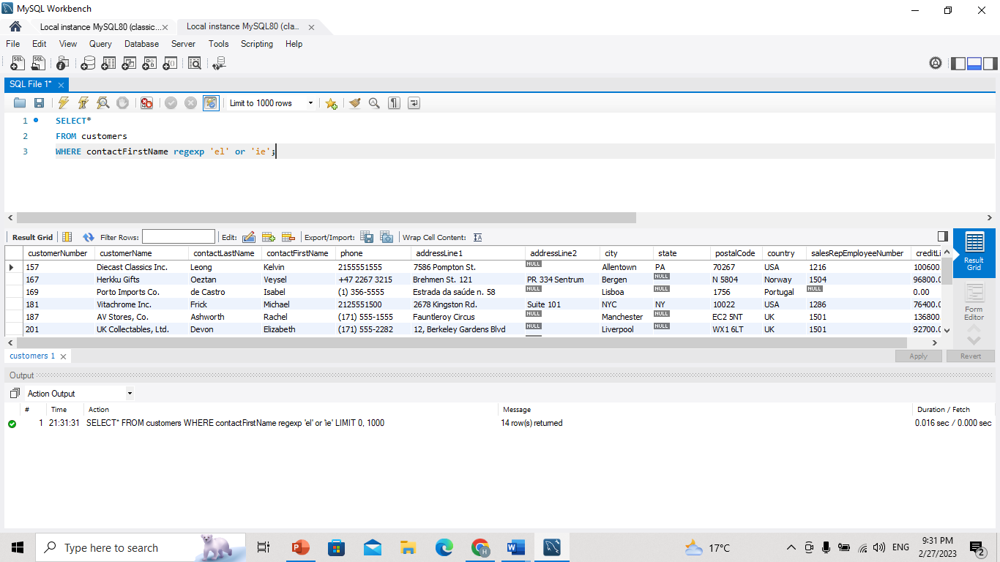 MySQL Workbench
Local instance MySQL80 (classic... Local instance MySQL80 (cla...
File Edit View Query Database Server Tools Scripting Help
SQL File 1*
Limit to 1000 rows
1 SELECT*
2 FROM customers
3 WHERE contactFirstName regexp 'el' or 'ie';
Result Grid Filter Rows: Edit: Export/Import: Wrap Cell Content:
customerNumber customerName contactLastName contactFirstName phone addressLine1 addressLine2 city state postalCode country salesRepEmployeeNumber creditLi
157 Diecast Classics Inc. Leong Kelvin 2155551555 7586 Pompton St. NULL Allentown PA 70267 USA 1216 100600.
167 Herkku Gifts Oeztan Veysel +47 2267 3215 Brehmen St. 121 PR 334 Sentrum Bergen NULL N 5804 Norway 1504 96800.0
169 Porto Imports Co. de Castro Isabel (1) 356-5555 Estrada da saúde n. 58 NULL Lisboa NULL 1756 Portugal NULL 0.00
181 Vitachrome Inc. Frick Michael 2125551500 2678 Kingston Rd. Suite 101 NYC NY 10022 USA 1286 76400.0
187 AV Stores, Co. Ashworth Rachel (171) 555-1555 Fauntleroy Circus NULL Manchester NULL EC2 5NT UK 1501 136800
201 UK Collectables, Ltd. Devon Elizabeth (171) 555-2282 12, Berkeley Gardens Blvd NULL Liverpool NULL WX1 6LT UK 1501 92700.0
Result
Grid
Form
Editor
customers 1 Apply Revert
Output
Action Output
# Time Action Message Duration / Fetch
1 21:31:31 SELECT* FROM customers WHERE contactFirstName regexp 'el' or 'ie' LIMIT 0, 1000 14 row(s) returned 0.016 sec / 0.000 sec
Type here to search 17°C ENG 9:31 PM
2/27/2023 2